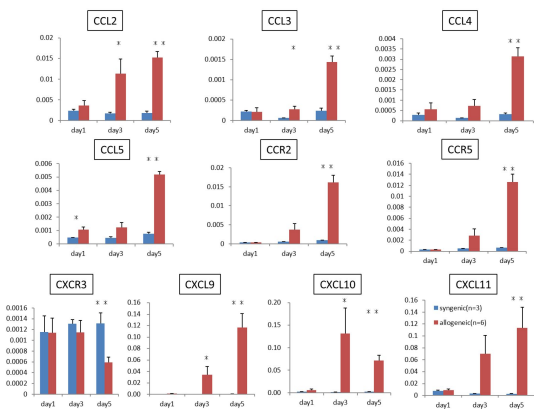 CCL2
CCL3
CCL4
0.02
0.015
0.01
0.005
0
* * *
day1 day3 day5
0.002
0.0015
0.001
0.0005
0
* * *
day1 day3 day5
0.004
0.0035
0.003
0.0025
0.002
0.0015
0.001
0.0005
0
* *
day1 day3 day5
CCL5
CCR2
CCR5
0.006
0.005
0.004
0.003
0.002
0.001
0
* * *
day1 day3 day5
0.02
0.015
0.01
0.005
0
* *
day1 day3 day5
0.016
0.014
0.012
0.01
0.008
0.006
0.004
0.002
0
* *
day1 day3 day5
CXCR3
CXCL9
CXCL10
CXCL11
0.0016
0.0014
0.0012
0.001
0.0008
0.0006
0.0004
0.0002
0
* *
day1 day3 day5
0.16
0.14
0.12
0.1
0.08
0.06
0.04
0.02
0.00
* * *
day1 day3 day5
0.20
0.15
0.10
0.05
0.00
* * *
day1 day3 day5
0.16
0.14
0.12
0.1
0.08
0.06
0.04
0.02
0
* *
syngenic(n=3)
allogeneic(n=6)
day1 day3 day5